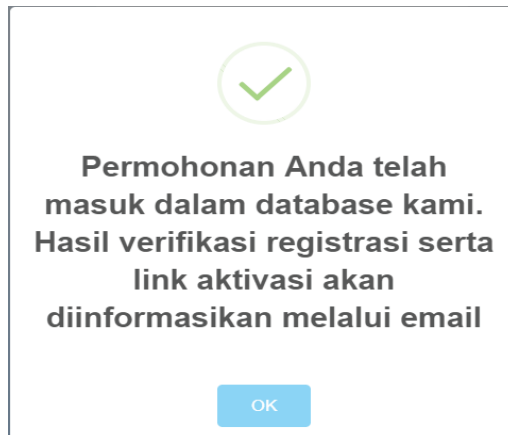 Permohonan Anda telah
masuk dalam database kami.
Hasil verifikasi registrasi serta
link aktivasi akan
diinformasikan melalui email
OK